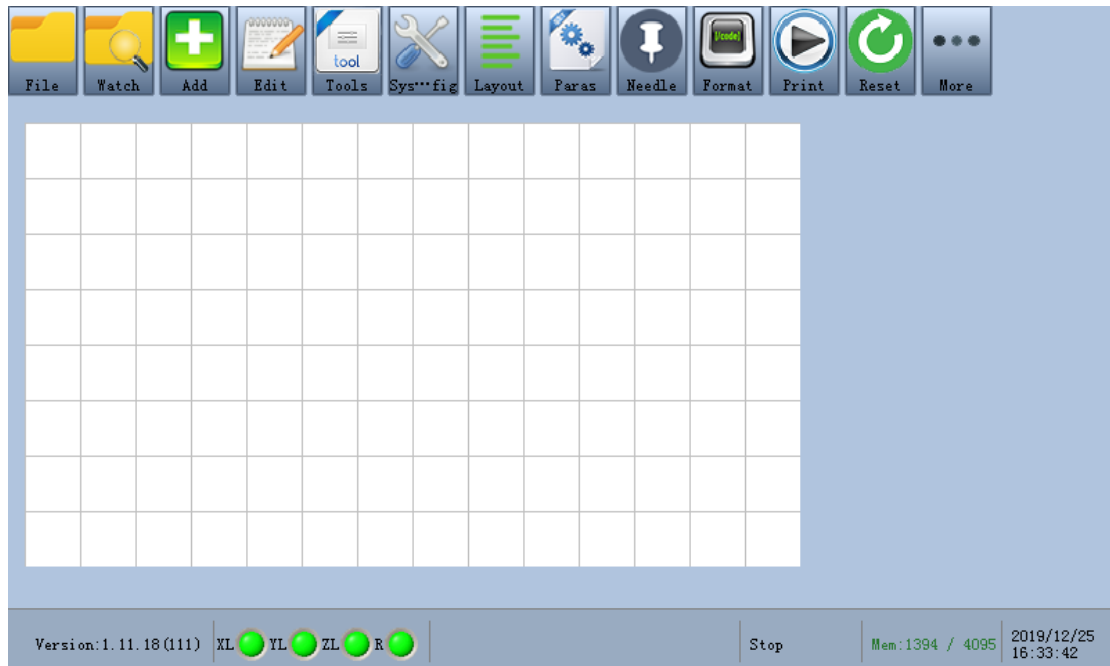 tool
[/code]
File Watch Add Edit Tools Sys···fig Layout Paras Needle Format Print Reset More
Version:1.11.18(111) XL YL ZL R Stop Mem:1394 / 4095 2019/12/25
16:33:42